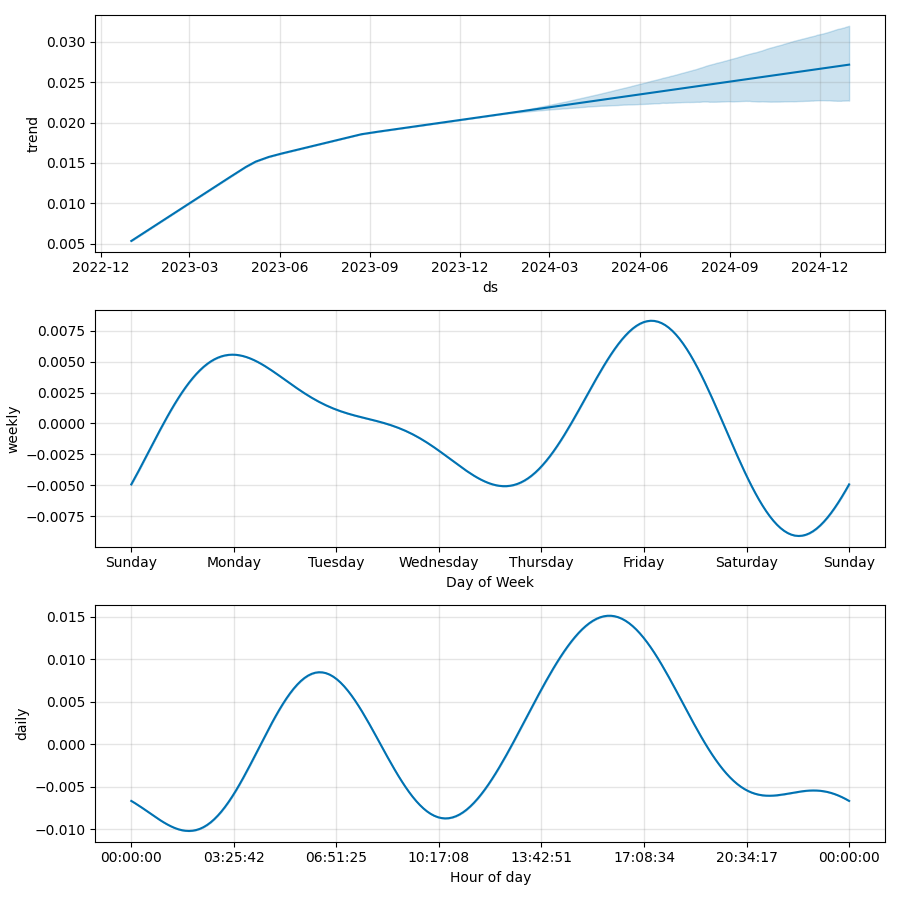 0.030
0.025
0.020
0.015
0.010
0.005
trend
2022-12 2023-03 2023-06 2023-09 2023-12 2024-03 2024-06 2024-09 2024-12
ds
0.0075
0.0050
0.0025
0.0000
−0.0025
−0.0050
−0.0075
weekly
Sunday Monday Tuesday Wednesday Thursday Friday Saturday Sunday
Day of Week
0.015
0.010
0.005
0.000
−0.005
−0.010
daily
00:00:00 03:25:42 06:51:25 10:17:08 13:42:51 17:08:34 20:34:17 00:00:00
Hour of day